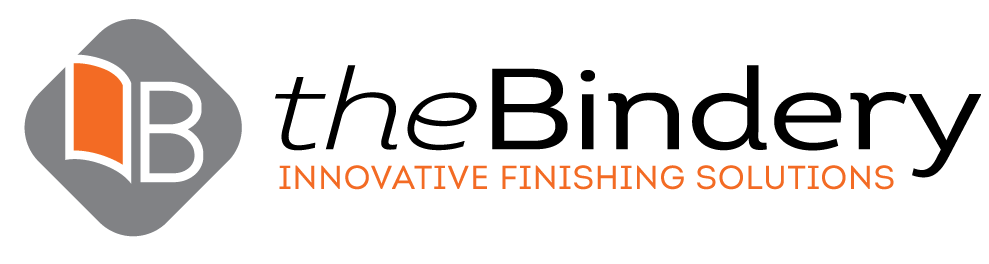 B
theBindery
INNOVATIVE FINISHING SOLUTIONS